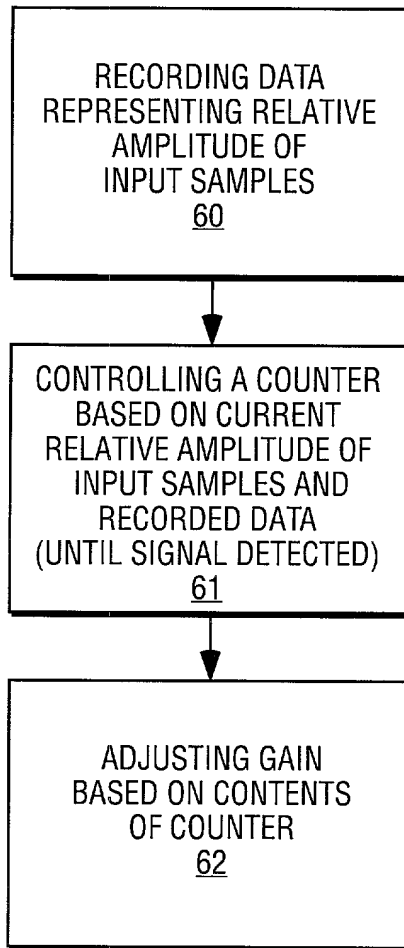 RECORDING DATA
REPRESENTING RELATIVE
AMPLITUDE OF
INPUT SAMPLES
60
CONTROLLING A COUNTER
BASED ON CURRENT
RELATIVE AMPLITUDE OF
INPUT SAMPLES AND
RECORDED DATA
(UNTIL SIGNAL DETECTED)
61
ADJUSTING GAIN
BASED ON CONTENTS
OF COUNTER
62